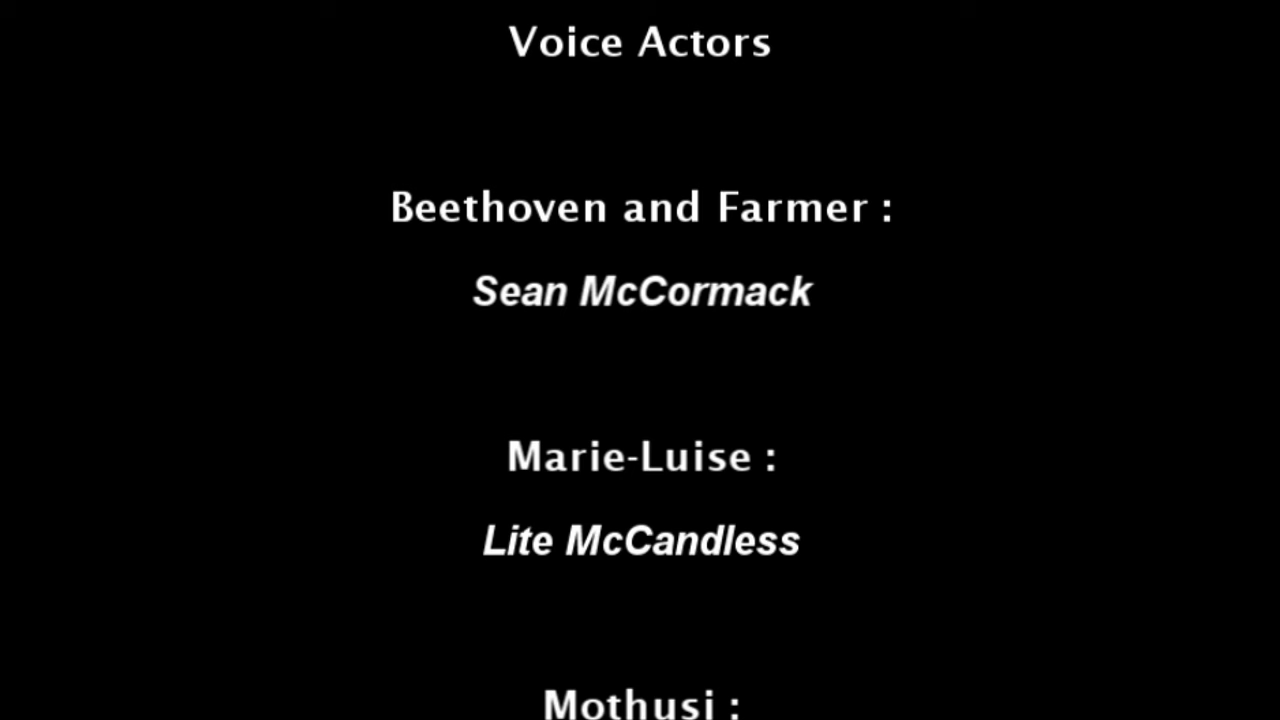 Voice Actors
Beethoven and Farmer :
Sean McCormack
Marie-Luise :
Lite McCandless
Mothusi :